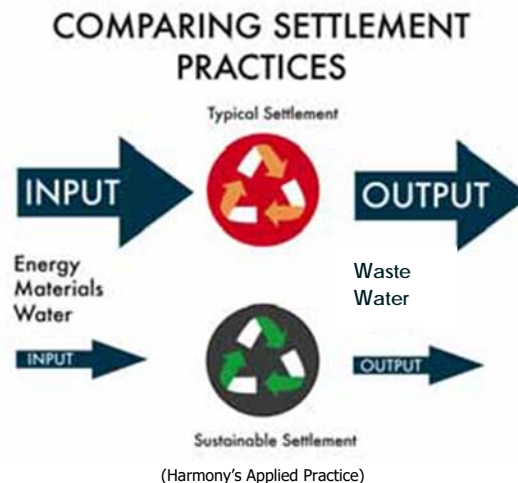 COMPARING SETTLEMENT
PRACTICES
Typical Settlement
INPUT
OUTPUT
Energy
Materials
Water
Waste
Water
INPUT
OUTPUT
Sustainable Settlement
(Harmony's Applied Practice)